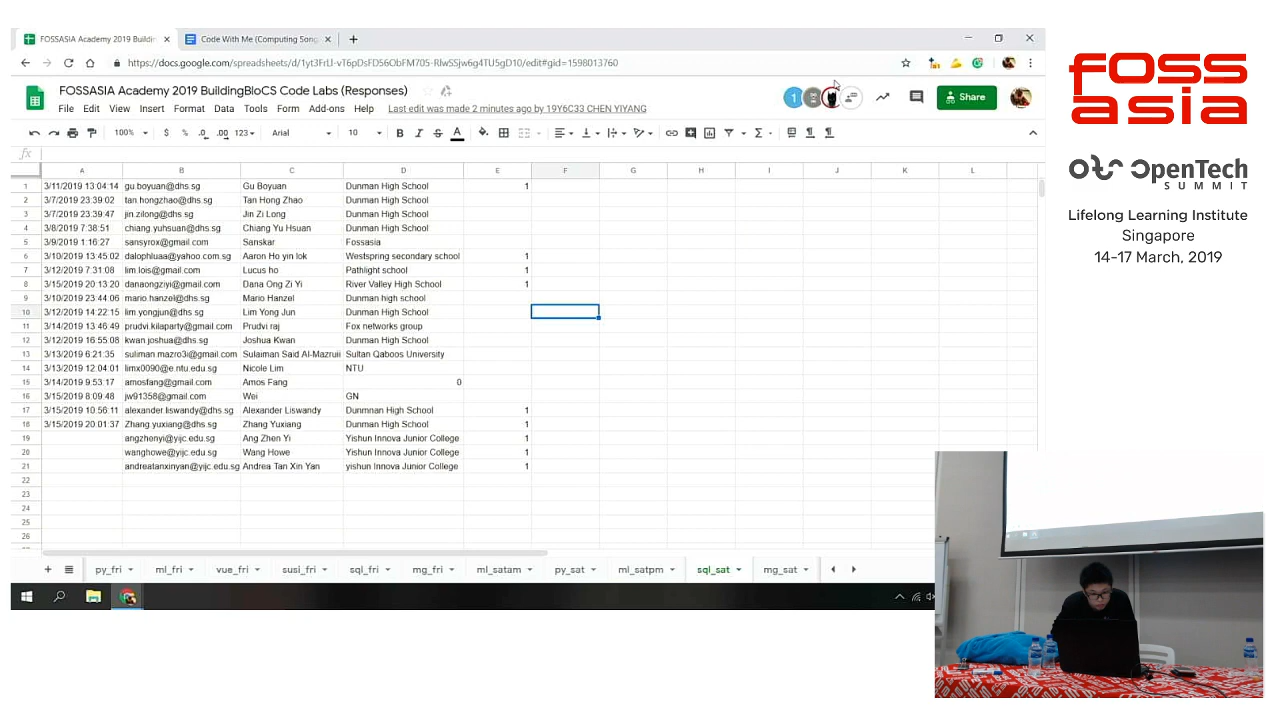 FOSSASIA Academy 2019 Buildin
Code With Me (Computing Song
https://docs.google.com/spreadsheets/d/1yt3FrLI-vT6pDsFD56ObFM705-RlwSSjw6g4TU5gD10/edit#gid=1598013760
FOSSASIA Academy 2019 BuildingBloCS Code Labs (Responses)
File Edit View Insert Format Data Tools Form Add-ons Help Last edit was made 2 minutes ago by 19Y6C33 CHEN YIYANG
1 Share
100% $ % .0 .00 123 Arial 10 B I S A
fx
A B C D E F G H I J K L
1 3/11/2019 13:04:14 gu.boyuan@dhs.sg Gu Boyuan Dunman High School 1
2 3/7/2019 23:39:02 tan.hongzhao@dhs.sg Tan Hong Zhao Dunman High School
3 3/7/2019 23:39:47 jin.zilong@dhs.sg Jin Zi Long Dunman High School
4 3/8/2019 7:38:51 chiang.yuhsuan@dhs.sg Chiang Yu Hsuan Dunman High School
5 3/9/2019 1:16:27 sansyrox@gmail.com Sanskar Fossasia
6 3/10/2019 13:45:02 dalophluaa@yahoo.com.sg Aaron Ho yin lok Westspring secondary school 1
7 3/12/2019 7:31:08 lim.lois@gmail.com Lucus ho Pathlight school 1
8 3/15/2019 20:13:20 danaongziyi@gmail.com Dana Ong Zi Yi River Valley High School 1
9 3/10/2019 23:44:06 mario.hanzel@dhs.sg Mario Hanzel Dunman high school
10 3/12/2019 14:22:15 lim.yongjun@dhs.sg Lim Yong Jun Dunman High School
11 3/14/2019 13:46:49 prudvi.kilaparty@gmail.com Prudvi raj Fox networks group
12 3/12/2019 16:55:08 kwan.joshua@dhs.sg Joshua Kwan Dunman High School
13 3/13/2019 6:21:35 suliman.mazro3i@gmail.com Sulaiman Said Al-Mazruii Sultan Qaboos University
14 3/13/2019 12:04:01 limx0090@e.ntu.edu.sg Nicole Lim NTU
15 3/14/2019 9:53:17 amosfang@gmail.com Amos Fang 0
16 3/15/2019 8:09:48 jw91358@gmail.com Wei GN
17 3/15/2019 10:56:11 alexander.liswandy@dhs.sg Alexander Liswandy Dunmnan High School 1
18 3/15/2019 20:01:37 Zhang.yuxiang@dhs.sg Zhang Yuxiang Dunman High School 1
19 angzhenyi@yijc.edu.sg Ang Zhen Yi Yishun Innova Junior College 1
20 wanghowe@yijc.edu.sg Wang Howe Yishun Innova Junior College 1
21 andreatanxinyan@yijc.edu.sg Andrea Tan Xin Yan yishun Innova Junior College 1
22
23
24
25
26
py_fri ml_fri vue_fri susi_fri sql_fri mg_fri ml_satam py_sat ml_satpm sql_sat mg_sat
FOSS
asia
OpenTech
SUMMIT
Lifelong Learning Institute
Singapore
14-17 March, 2019